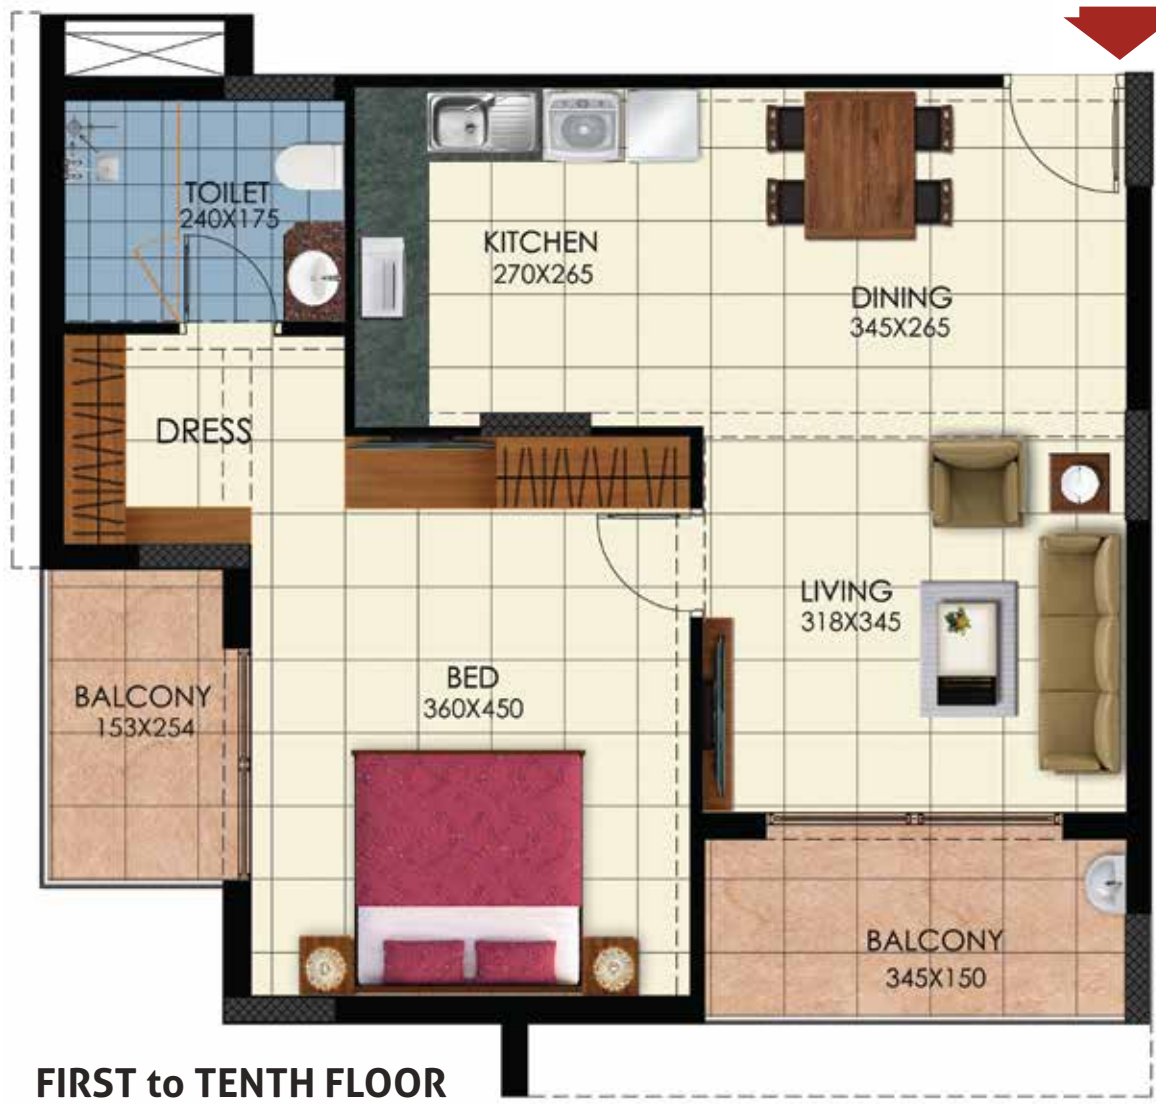 TOILET
240X175
KITCHEN
270X265
DINING
345X265
DRESS
LIVING
318X345
BED
360X450
BALCONY
153X254
BALCONY
345X150
FIRST to TENTH FLOOR